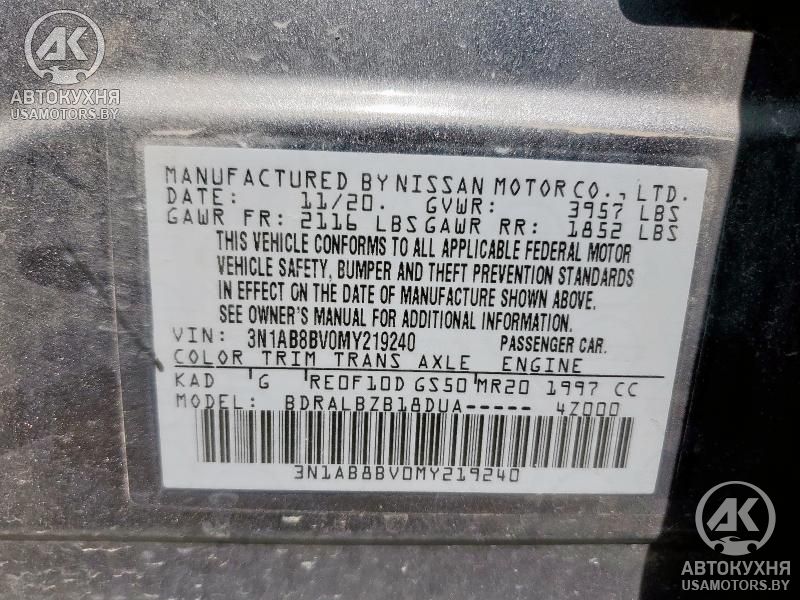 АК
АВТОКУХНЯ
USAMOTORS.BY
MANUFACTURED BY NISSAN MOTOR CO., LTD.
DATE: 11/20. GVWR: 3957 LBS
GAWR FR: 2116 LBS GAWR RR: 1852 LBS
THIS VEHICLE CONFORMS TO ALL APPLICABLE FEDERAL MOTOR
VEHICLE SAFETY, BUMPER AND THEFT PREVENTION STANDARDS
IN EFFECT ON THE DATE OF MANUFACTURE SHOWN ABOVE.
SEE OWNER'S MANUAL FOR ADDITIONAL INFORMATION.
VIN: 3N1AB8BV0MY219240 PASSENGER CAR.
COLOR TRIM TRANS AXLE ENGINE
KAD G RE0F10D GS50 MR20 1997 CC
MODEL: BDRALBZB18DUA----- 4Z000
3N1AB8BV0MY219240
АК
АВТОКУХНЯ
USAMOTORS.BY